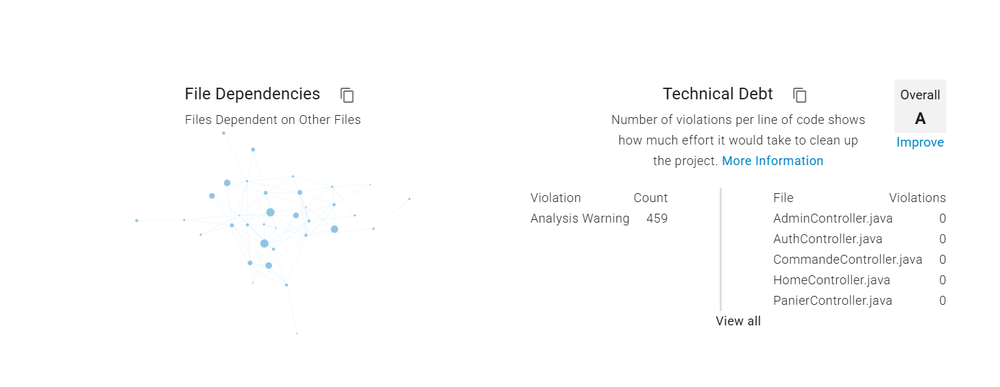 File Dependencies
Files Dependent on Other Files
Technical Debt
Number of violations per line of code shows
how much effort it would take to clean up
the project. More Information
Overall
A
Improve
Violation Count
Analysis Warning 459
File Violations
AdminController.java 0
AuthController.java 0
CommandeController.java 0
HomeController.java 0
PanierController.java 0
View all